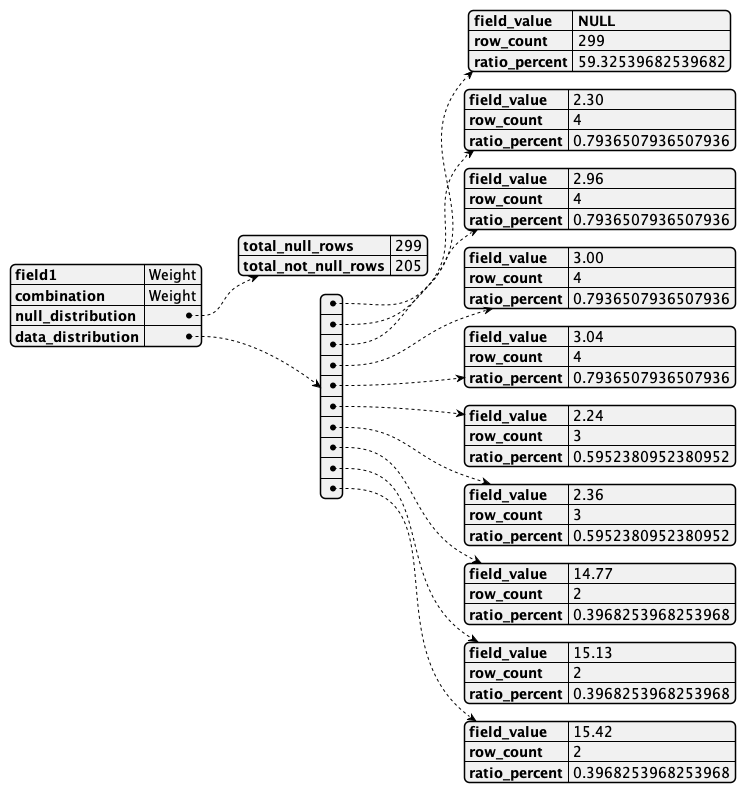 field1 Weight
combination Weight
null_distribution
data_distribution
total_null_rows 299
total_not_null_rows 205
field_value NULL
row_count 299
ratio_percent 59.32539682539682
field_value 2.30
row_count 4
ratio_percent 0.7936507936507936
field_value 2.96
row_count 4
ratio_percent 0.7936507936507936
field_value 3.00
row_count 4
ratio_percent 0.7936507936507936
field_value 3.04
row_count 4
ratio_percent 0.7936507936507936
field_value 2.24
row_count 3
ratio_percent 0.5952380952380952
field_value 2.36
row_count 3
ratio_percent 0.5952380952380952
field_value 14.77
row_count 2
ratio_percent 0.3968253968253968
field_value 15.13
row_count 2
ratio_percent 0.3968253968253968
field_value 15.42
row_count 2
ratio_percent 0.3968253968253968